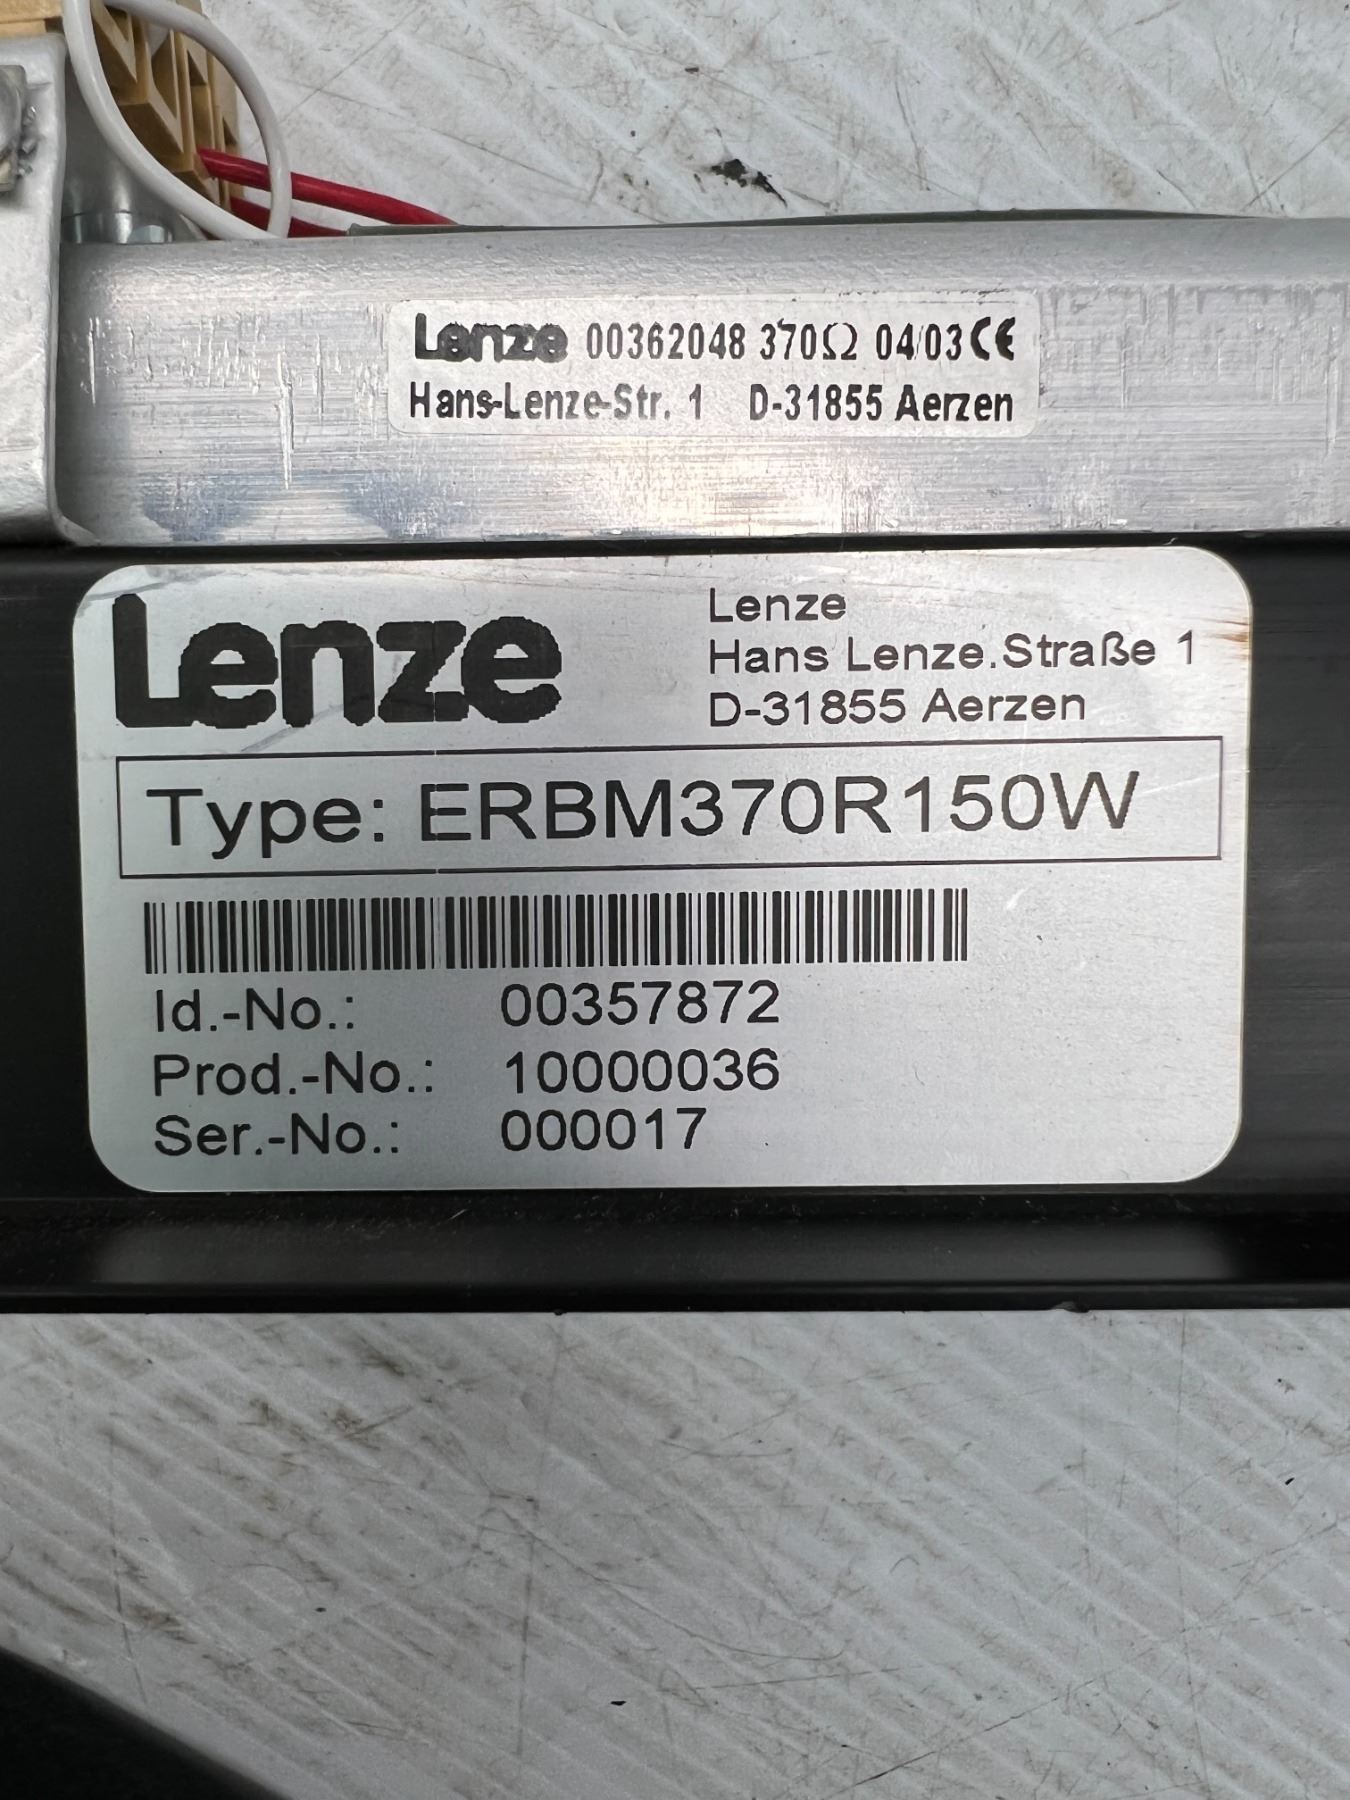 Lenze 00362048 370Ω 04/03 CE
Hans-Lenze-Str. 1 D-31855 Aerzen
Lenze
Lenze
Hans Lenze.Straße 1
D-31855 Aerzen
Type: ERBM370R150W
Id.-No.: 00357872
Prod.-No.: 10000036
Ser.-No.: 000017